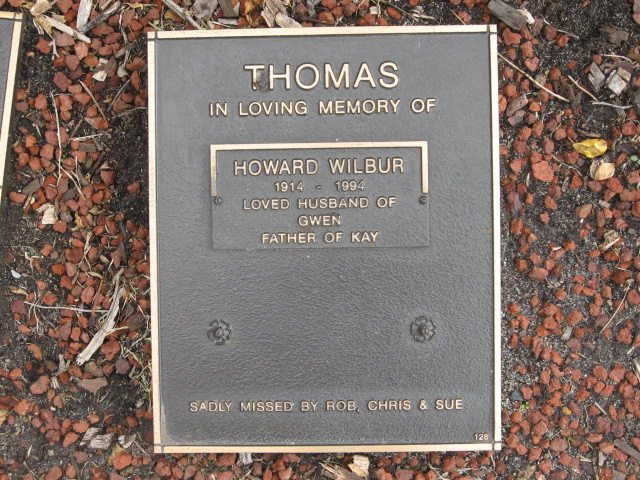 THOMAS
IN LOVING MEMORY OF
HOWARD WILBUR
1914 - 1994
LOVED HUSBAND OF
GWEN
FATHER OF KAY
SADLY MISSED BY ROB, CHRIS & SUE
128